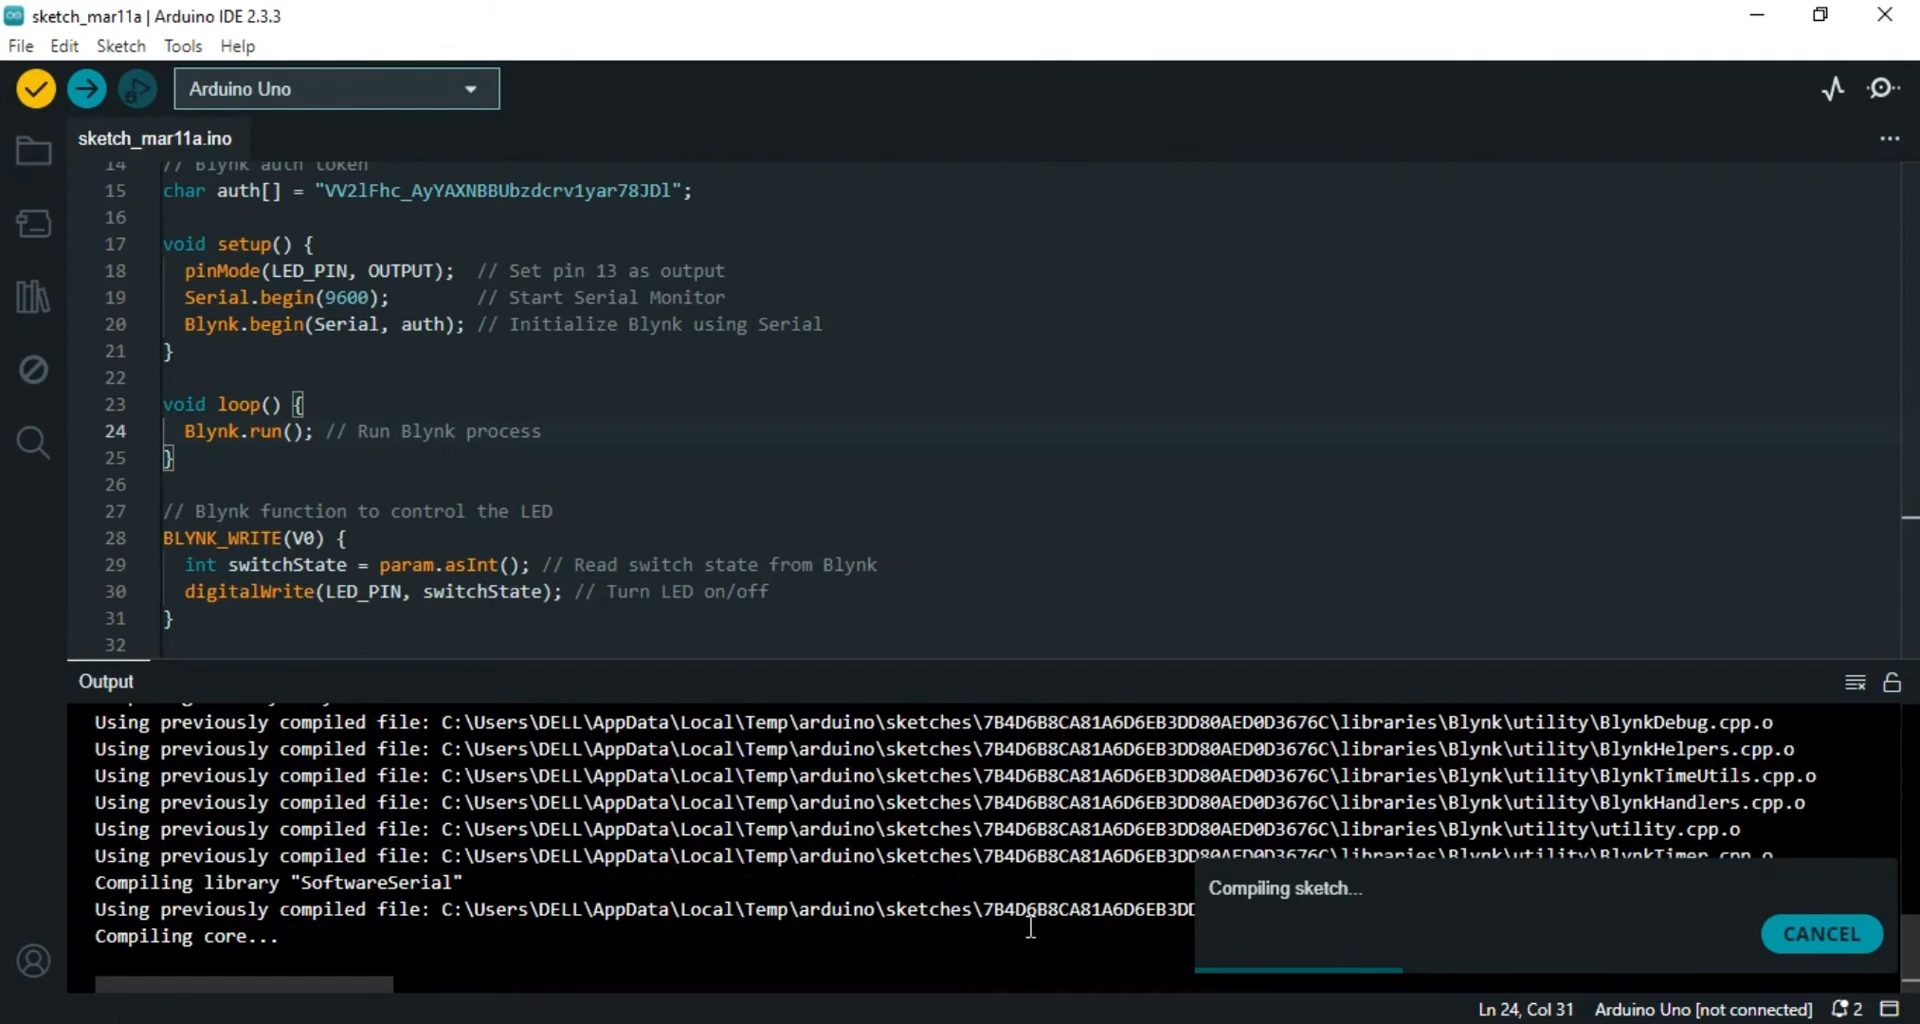 sketch_mar11a | Arduino IDE 2.3.3
File Edit Sketch Tools Help
Arduino Uno
sketch_mar11a.ino
14 // Blynk auth token
15 char auth[] = "VV2lFhc_AyYAXNBBUbzdcrv1yar78JDl";
16
17 void setup() {
18 pinMode(LED_PIN, OUTPUT); // Set pin 13 as output
19 Serial.begin(9600); // Start Serial Monitor
20 Blynk.begin(Serial, auth); // Initialize Blynk using Serial
21 }
22
23 void loop() {
24 Blynk.run(); // Run Blynk process
25 }
26
27 // Blynk function to control the LED
28 BLYNK_WRITE(V0) {
29 int switchState = param.asInt(); // Read switch state from Blynk
30 digitalWrite(LED_PIN, switchState); // Turn LED on/off
31 }
32
Output
Using previously compiled file: C:\Users\DELL\AppData\Local\Temp\arduino\sketches\7B4D6B8CA81A6D6EB3DD80AED0D3676C\libraries\Blynk\utility\BlynkDebug.cpp.o
Using previously compiled file: C:\Users\DELL\AppData\Local\Temp\arduino\sketches\7B4D6B8CA81A6D6EB3DD80AED0D3676C\libraries\Blynk\utility\BlynkHelpers.cpp.o
Using previously compiled file: C:\Users\DELL\AppData\Local\Temp\arduino\sketches\7B4D6B8CA81A6D6EB3DD80AED0D3676C\libraries\Blynk\utility\BlynkTimeUtils.cpp.o
Using previously compiled file: C:\Users\DELL\AppData\Local\Temp\arduino\sketches\7B4D6B8CA81A6D6EB3DD80AED0D3676C\libraries\Blynk\utility\BlynkHandlers.cpp.o
Using previously compiled file: C:\Users\DELL\AppData\Local\Temp\arduino\sketches\7B4D6B8CA81A6D6EB3DD80AED0D3676C\libraries\Blynk\utility\utility.cpp.o
Using previously compiled file: C:\Users\DELL\AppData\Local\Temp\arduino\sketches\7B4D6B8CA81A6D6EB3DD80AED0D3676C\libraries\Blynk\utility\BlynkTimer.cpp.o
Compiling library "SoftwareSerial"
Using previously compiled file: C:\Users\DELL\AppData\Local\Temp\arduino\sketches\7B4D6B8CA81A6D6EB3DD
Compiling core...
Compiling sketch...
CANCEL
Ln 24, Col 31 Arduino Uno [not connected] 2